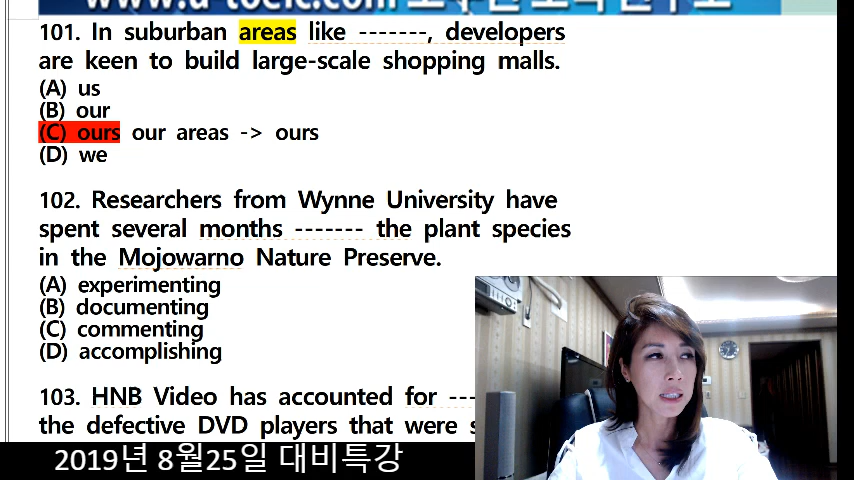 www.u-toeic.com
101. In suburban areas like -------, developers
are keen to build large-scale shopping malls.
(A) us
(B) our
(C) ours our areas -> ours
(D) we
102. Researchers from Wynne University have
spent several months ------- the plant species
in the Mojowarno Nature Preserve.
(A) experimenting
(B) documenting
(C) commenting
(D) accomplishing
103. HNB Video has accounted for ---
the defective DVD players that were s
2019년 8월25일 대비특강